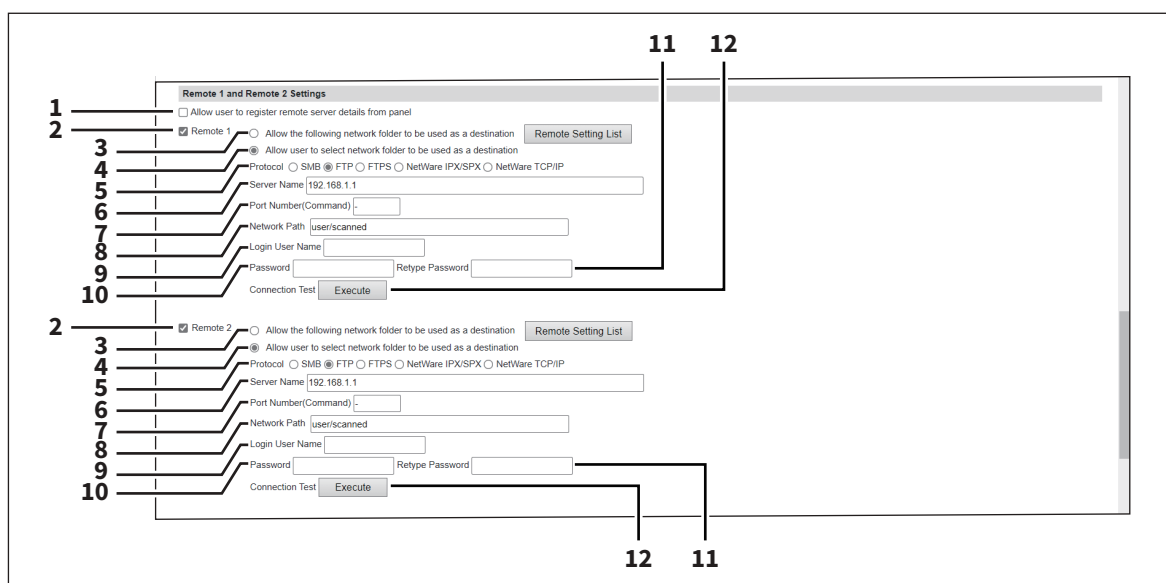 11 12
Remote 1 and Remote 2 Settings
1 Allow user to register remote server details from panel
2 Remote 1
3 Allow the following network folder to be used as a destination Remote Setting List
4 Allow user to select network folder to be used as a destination
5 Protocol SMB FTP FTPS NetWare IPX/SPX NetWare TCP/IP
6 Server Name 192.168.1.1
7 Port Number(Command) -
8 Network Path user/scanned
9 Login User Name
10 Password Retype Password
Connection Test Execute
2 Remote 2
3 Allow the following network folder to be used as a destination Remote Setting List
4 Allow user to select network folder to be used as a destination
5 Protocol SMB FTP FTPS NetWare IPX/SPX NetWare TCP/IP
6 Server Name 192.168.1.1
7 Port Number(Command) -
8 Network Path user/scanned
9 Login User Name
10 Password Retype Password
Connection Test Execute
12 11